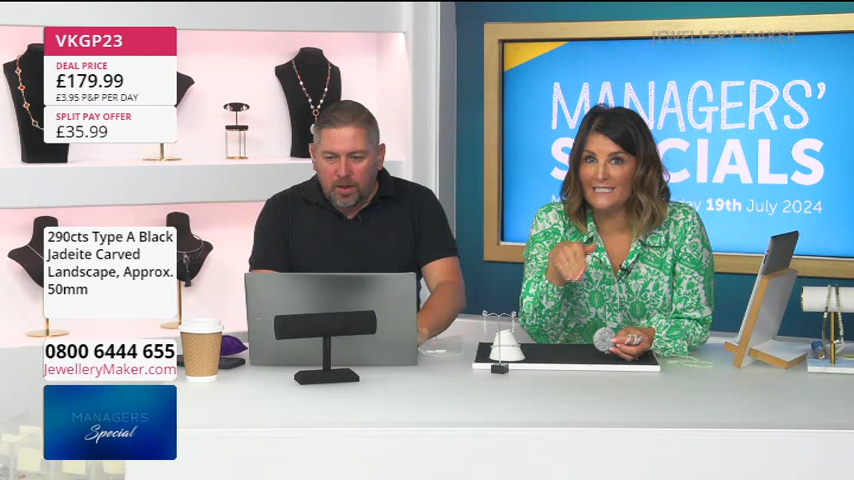 VKGP23
DEAL PRICE
£179.99
£3.95 P&P PER DAY
SPLIT PAY OFFER
£35.99
290cts Type A Black
Jadeite Carved
Landscape, Approx.
50mm
0800 6444 655
JewelleryMaker.com
MANAGERS
Special
JEWELLERY MAKER
MANAGERS'
SPECIALS
19th July 2024